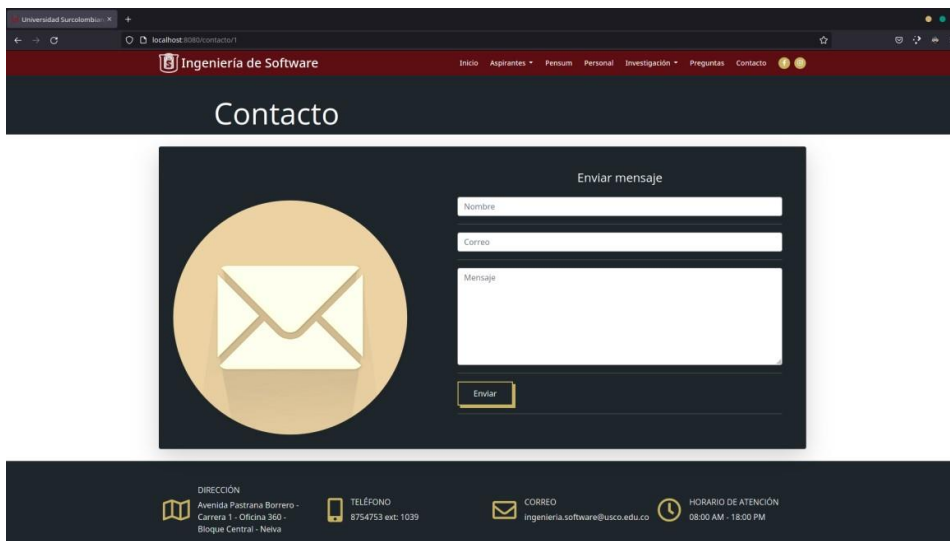 Universidad Surcolombian
localhost:8080/contacto/1
Ingeniería de Software
Inicio Aspirantes Pensum Personal Investigación Preguntas Contacto
Contacto
Enviar mensaje
Nombre
Correo
Mensaje
Enviar
DIRECCIÓN
Avenida Pastrana Borrero -
Carrera 1 - Oficina 360 -
Bloque Central - Neiva
TELÉFONO
8754753 ext: 1039
CORREO
ingenieria.software@usco.edu.co
HORARIO DE ATENCIÓN
08:00 AM - 18:00 PM